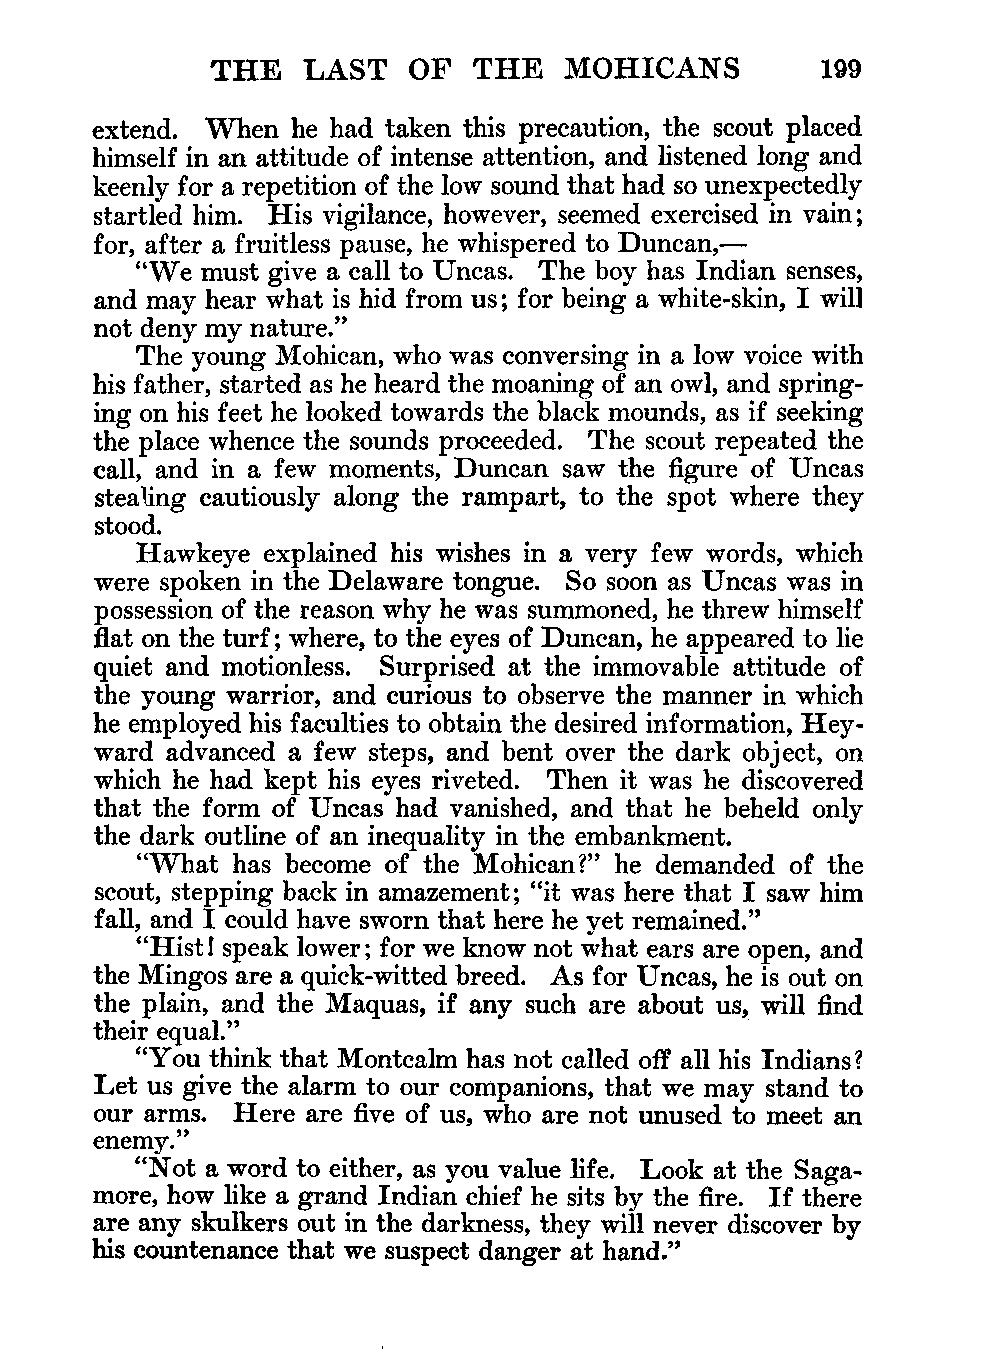 THE LAST OF THE MOHICANS 199
extend. When he had taken this precaution, the scout placed
himself in an attitude of intense attention, and listened long and
keenly for a repetition of the low sound that had so unexpectedly
startled him. His vigilance, however, seemed exercised in vain;
for, after a fruitless pause, he whispered to Duncan,—
“We must give a call to Uncas. The boy has Indian senses,
and may hear what is hid from us; for being a white-skin, I will
not deny my nature.”
The young Mohican, who was conversing in a low voice with
his father, started as he heard the moaning of an owl, and spring-
ing on his feet he looked towards the black mounds, as if seeking
the place whence the sounds proceeded. The scout repeated the
call, and in a few moments, Duncan saw the figure of Uncas
stealing cautiously along the rampart, to the spot where they
stood.
Hawkeye explained his wishes in a very few words, which
were spoken in the Delaware tongue. So soon as Uncas was in
possession of the reason why he was summoned, he threw himself
flat on the turf; where, to the eyes of Duncan, he appeared to lie
quiet and motionless. Surprised at the immovable attitude of
the young warrior, and curious to observe the manner in which
he employed his faculties to obtain the desired information, Hey-
ward advanced a few steps, and bent over the dark object, on
which he had kept his eyes riveted. Then it was he discovered
that the form of Uncas had vanished, and that he beheld only
the dark outline of an inequality in the embankment.
“What has become of the Mohican?” he demanded of the
scout, stepping back in amazement; “it was here that I saw him
fall, and I could have sworn that here he yet remained.”
“Hist! speak lower; for we know not what ears are open, and
the Mingos are a quick-witted breed. As for Uncas, he is out on
the plain, and the Maquas, if any such are about us, will find
their equal.”
“You think that Montcalm has not called off all his Indians?
Let us give the alarm to our companions, that we may stand to
our arms. Here are five of us, who are not unused to meet an
enemy.”
“Not a word to either, as you value life. Look at the Saga-
more, how like a grand Indian chief he sits by the fire. If there
are any skulkers out in the darkness, they will never discover by
his countenance that we suspect danger at hand.”